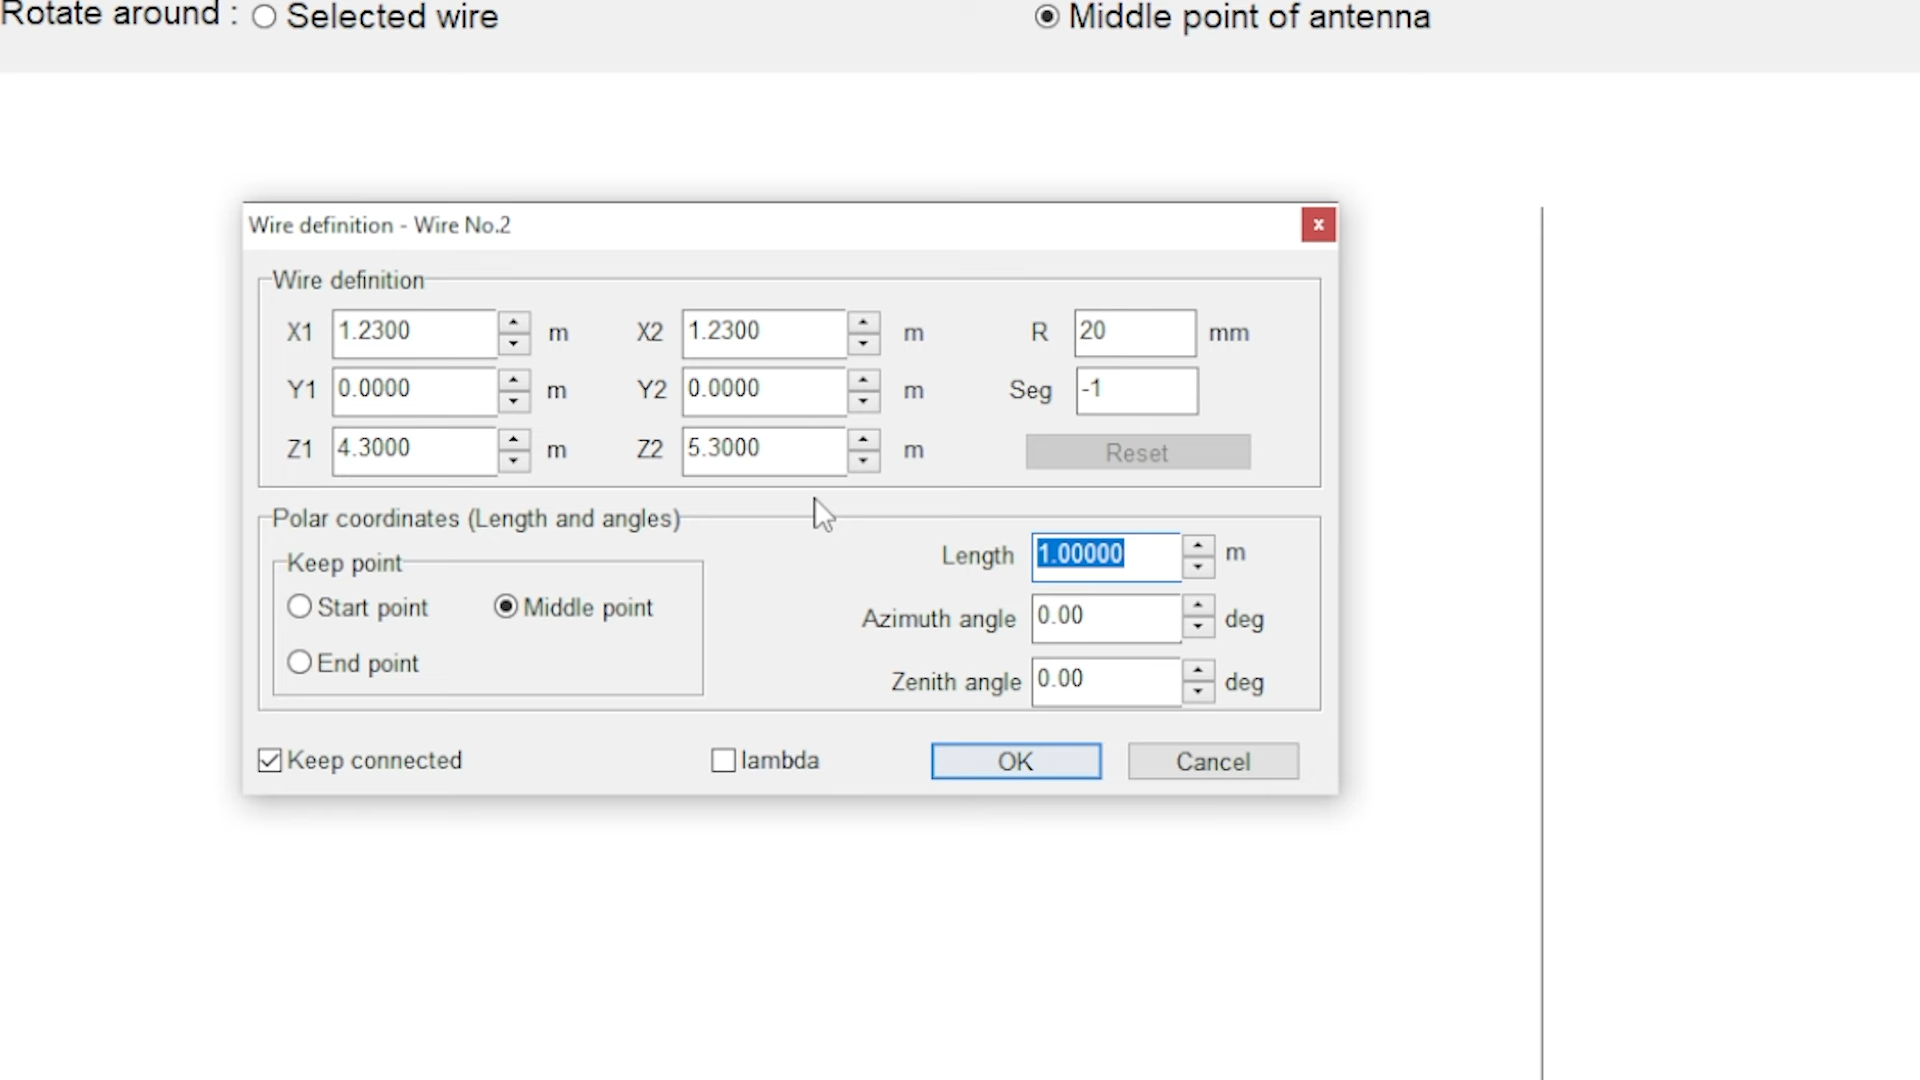 Rotate around : Selected wire Middle point of antenna
Wire definition - Wire No.2 x
Wire definition
X1 1.2300 m X2 1.2300 m R 20 mm
Y1 0.0000 m Y2 0.0000 m Seg -1
Z1 4.3000 m Z2 5.3000 m Reset
Polar coordinates (Length and angles)
Keep point
Length 1.00000 m
Start point Middle point
Azimuth angle 0.00 deg
End point
Zenith angle 0.00 deg
Keep connected lambda OK Cancel